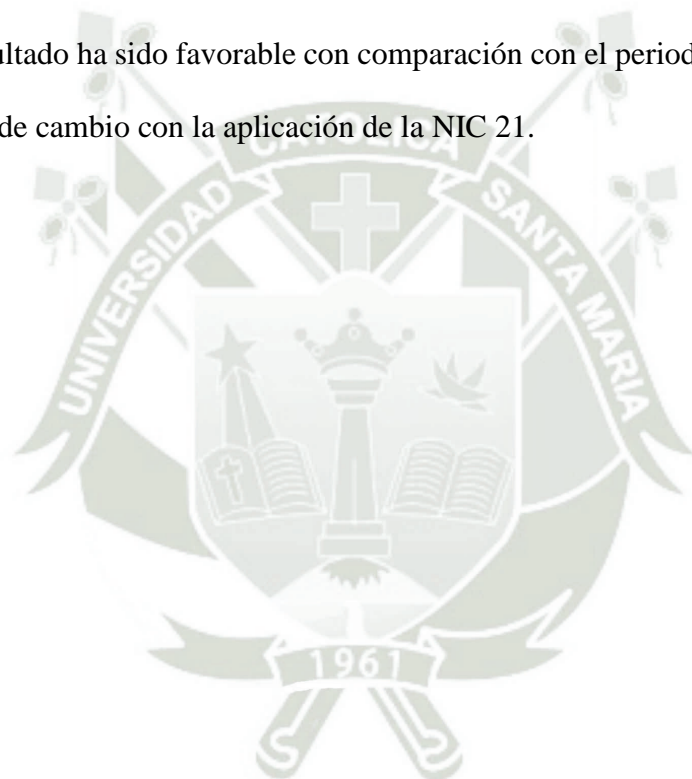 ultado ha sido favorable con comparación con el period
de cambio con la aplicación de la NIC 21.
UNIVERSIDAD CATOLICA SANTA MARIA
1961